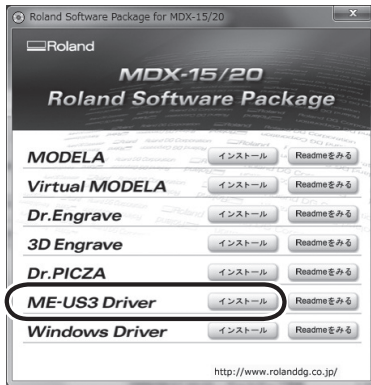 Roland Software Package for MDX-15/20
Roland
MDX-15/20
Roland Software Package
MODELA インストール Readmeをみる
Virtual MODELA インストール Readmeをみる
Dr.Engrave インストール Readmeをみる
3D Engrave インストール Readmeをみる
Dr.PICZA インストール Readmeをみる
ME-US3 Driver インストール Readmeをみる
Windows Driver インストール Readmeをみる
http://www.rolanddg.co.jp/